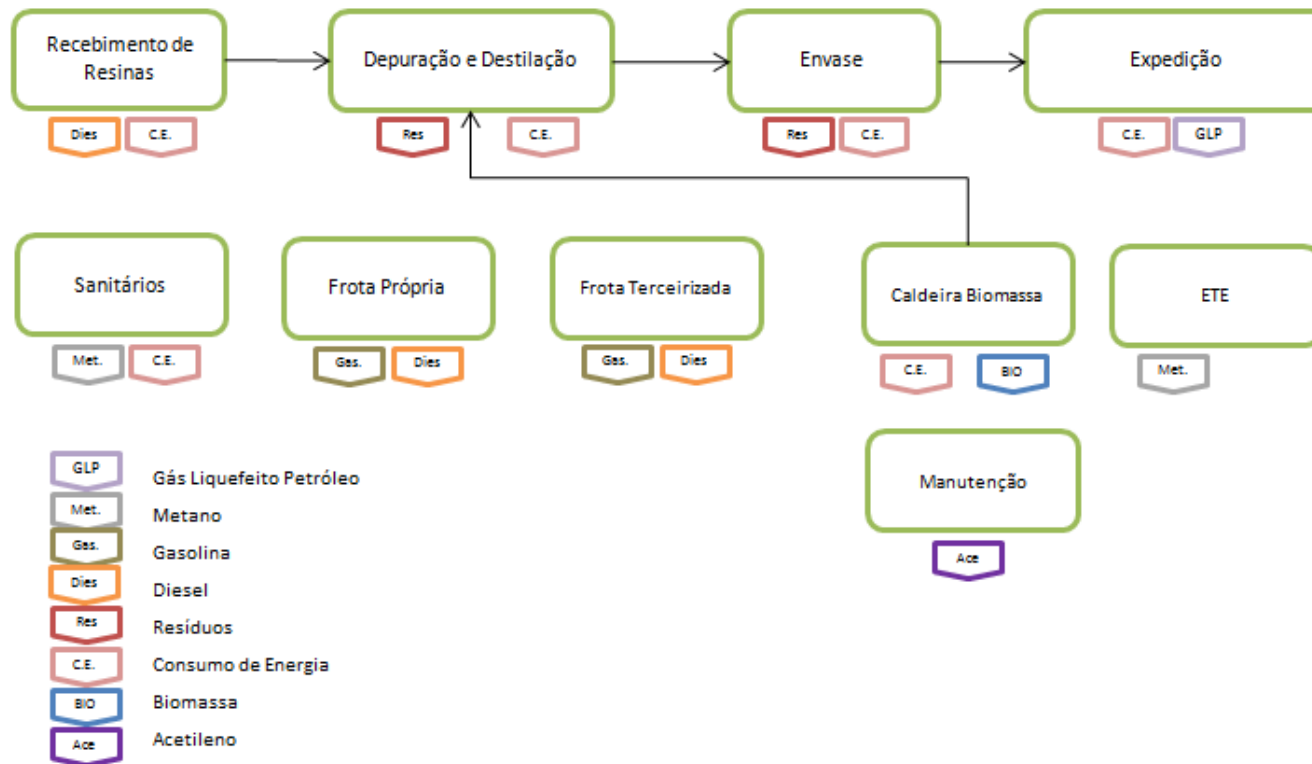 Recebimento de
Resinas
Depuração e Destilação
Envase
Expedição
Dies
C.E.
Res
C.E.
Res
C.E.
C.E.
GLP
Sanitários
Frota Própria
Frota Terceirizada
Caldeira Biomassa
ETE
Met.
C.E.
Gas.
Dies
Gas.
Dies
C.E.
BIO
Met.
Manutenção
Ace
GLP Gás Liquefeito Petróleo
Met. Metano
Gas. Gasolina
Dies Diesel
Res Resíduos
C.E. Consumo de Energia
BIO Biomassa
Ace Acetileno